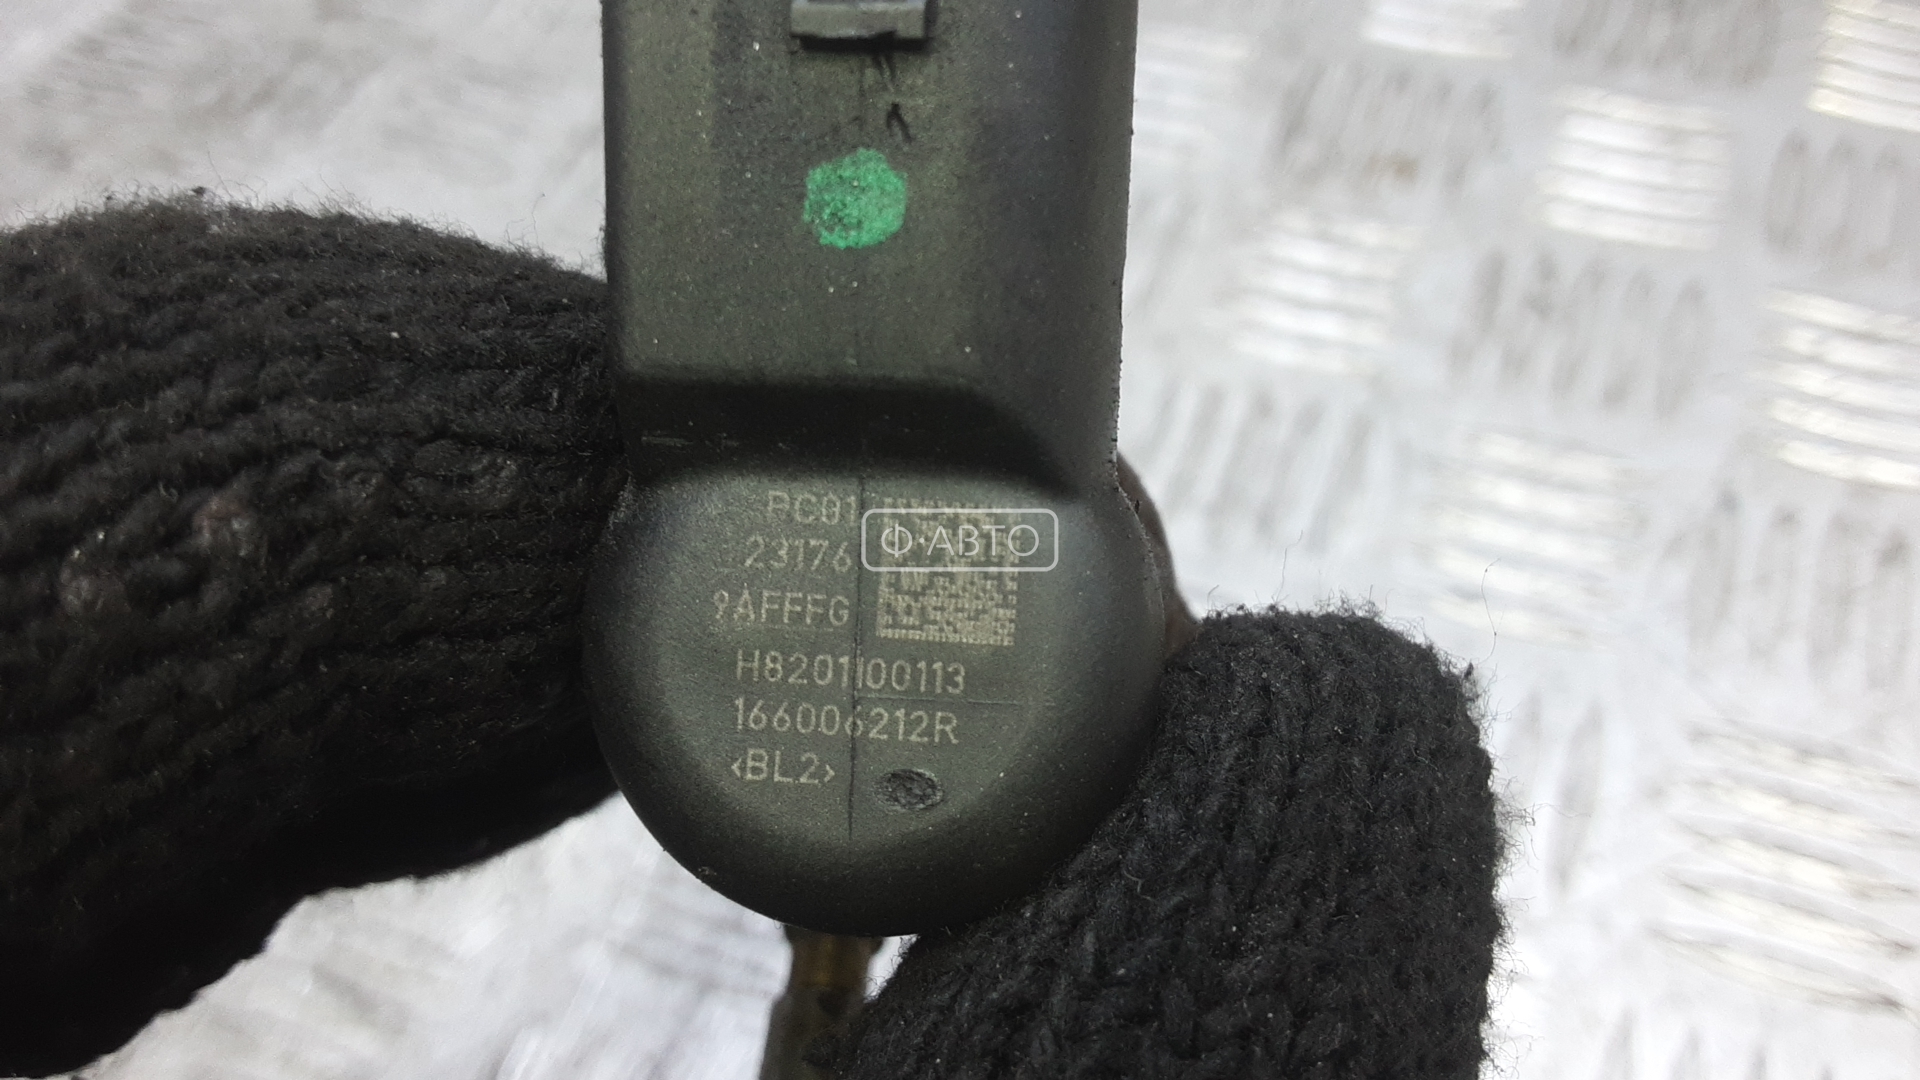 PC01
23176
9AFFFG
Ф АВТО
H8201100113
166006212R
<BL2>